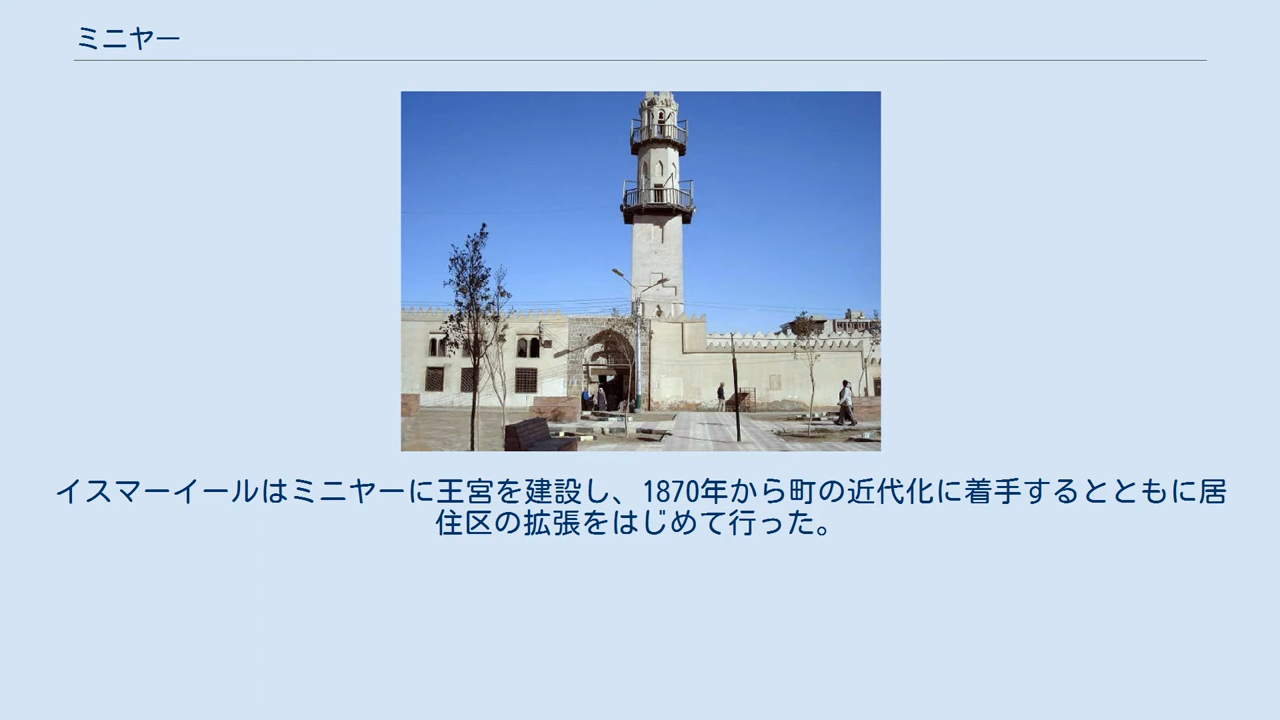 ミニヤー
イスマーイールはミニヤーに王宮を建設し、1870年から町の近代化に着手するとともに居
住区の拡張をはじめて行った。